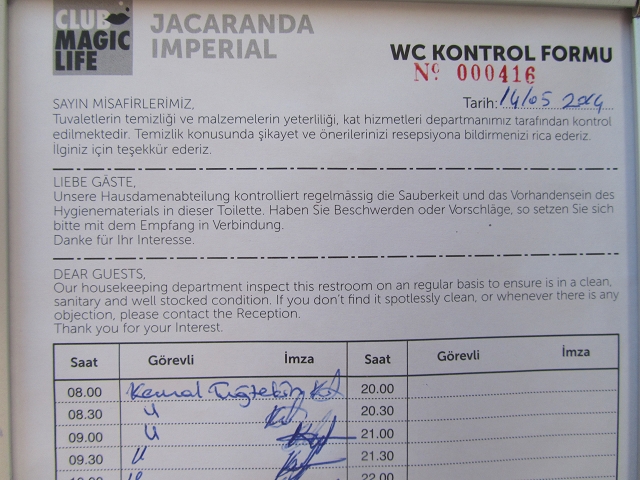 CLUB
MAGIC
LIFE
JACARANDA
IMPERIAL
WC KONTROL FORMU
Nº 000416
Tarih: 14/05 2014
SAYIN MİSAFİRLERİMİZ,
Tuvaletlerin temizliği ve malzemelerin yeterliliği, kat hizmetleri departmanımız tarafından kontrol
edilmektedir. Temizlik konusunda şikayet ve önerilerinizi resepsiyona bildirmenizi rica ederiz.
İlginiz için teşekkür ederiz.
LIEBE GÄSTE,
Unsere Hausdamenabteilung kontrolliert regelmässig die Sauberkeit und das Vorhandensein des
Hygienematerials in dieser Toilette. Haben Sie Beschwerden oder Vorschläge, so setzen Sie sich
bitte mit dem Empfang in Verbindung.
Danke für Ihr Interesse.
DEAR GUESTS,
Our housekeeping department inspect this restroom on an regular basis to ensure is in a clean,
sanitary and well stocked condition. If you don't find it spotlessly clean, or whenever there is any
objection, please contact the Reception.
Thank you for your Interest.
Saat Görevli İmza Saat Görevli İmza
08.00 Kemal 20.00
08.30 20.30
09.00 21.00
09.30 21.30
22.00